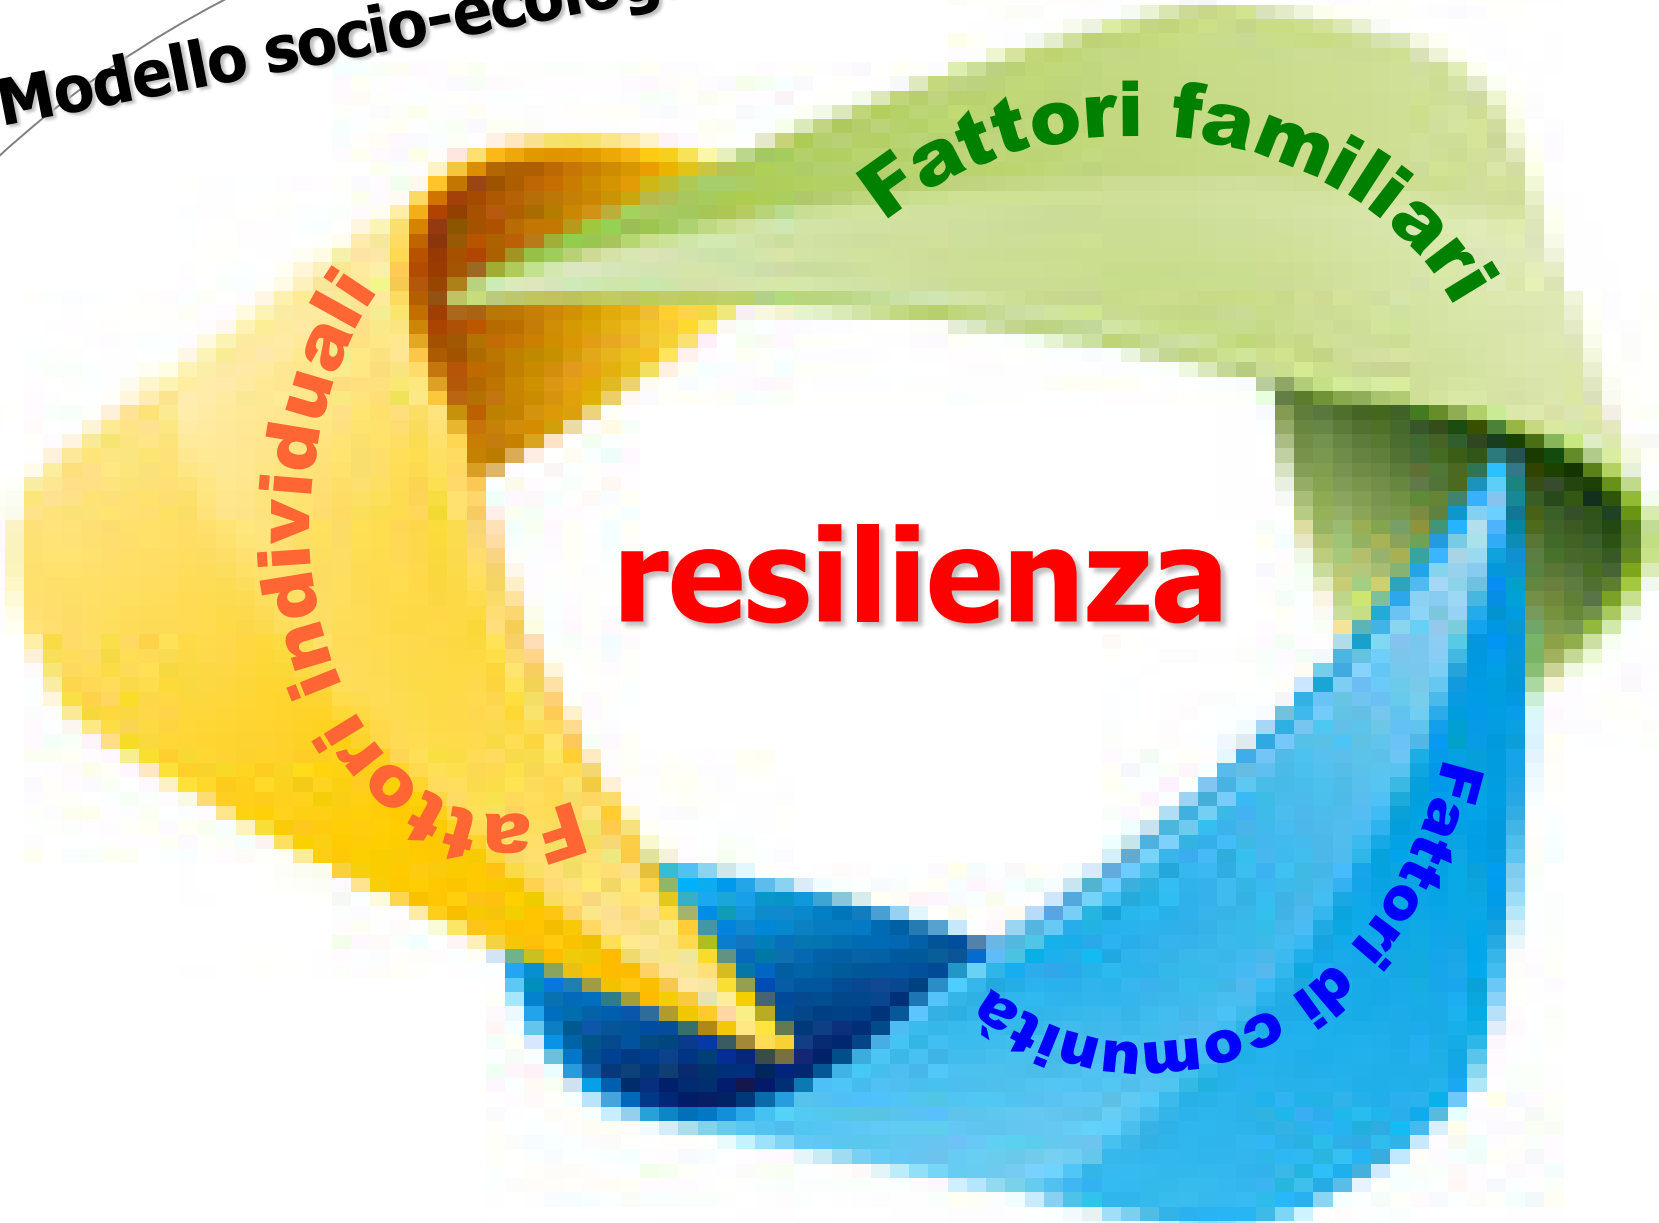 Modello socio-ecolog
Fattori familiari
Fattori individuali
resilienza
Fattori di comunità